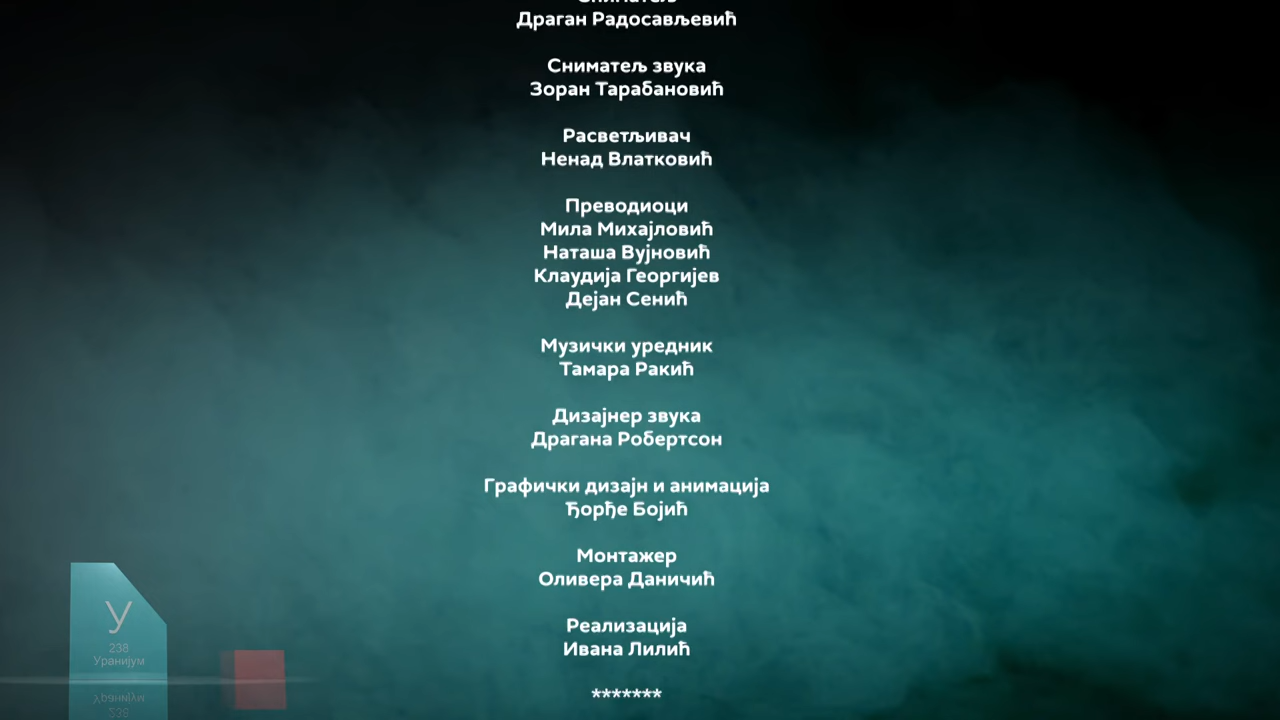 Драган Радосављевић
Сниматељ звука
Зоран Тарабановић
Расветљивач
Ненад Влатковић
Преводиоци
Мила Михајловић
Наташа Вујновић
Клаудија Георгијев
Дејан Сенић
Музички уредник
Тамара Ракић
Дизајнер звука
Драгана Робертсон
Графички дизајн и анимација
Ђорђе Бојић
Монтажер
Оливера Даничић
Реализација
Ивана Лилић
*******
У
238
Уранијум